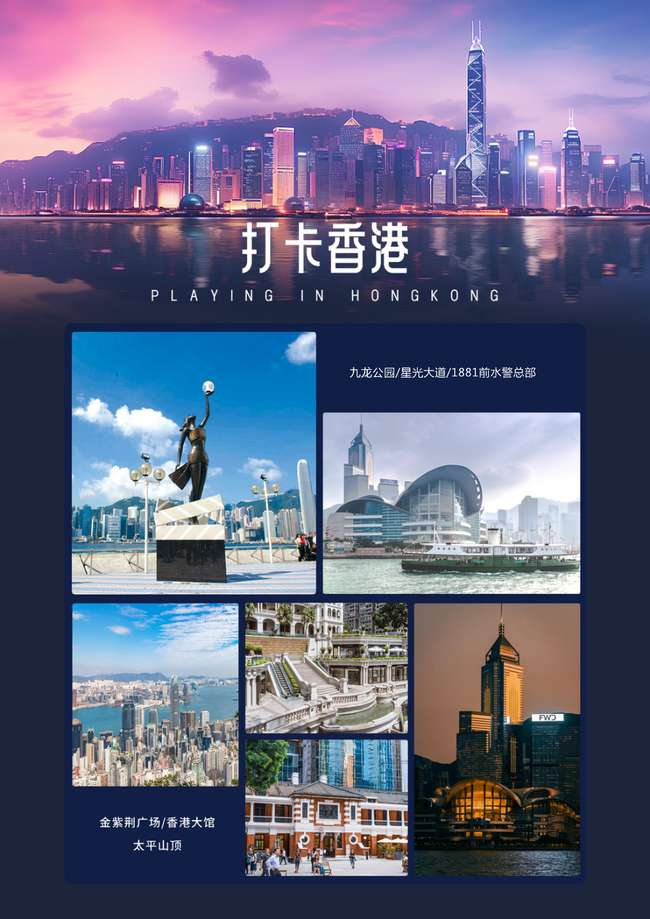 打卡香港
PLAYING IN HONGKONG
九龙公园/星光大道/1881前水警总部
FWD
金紫荆广场/香港大馆
太平山顶